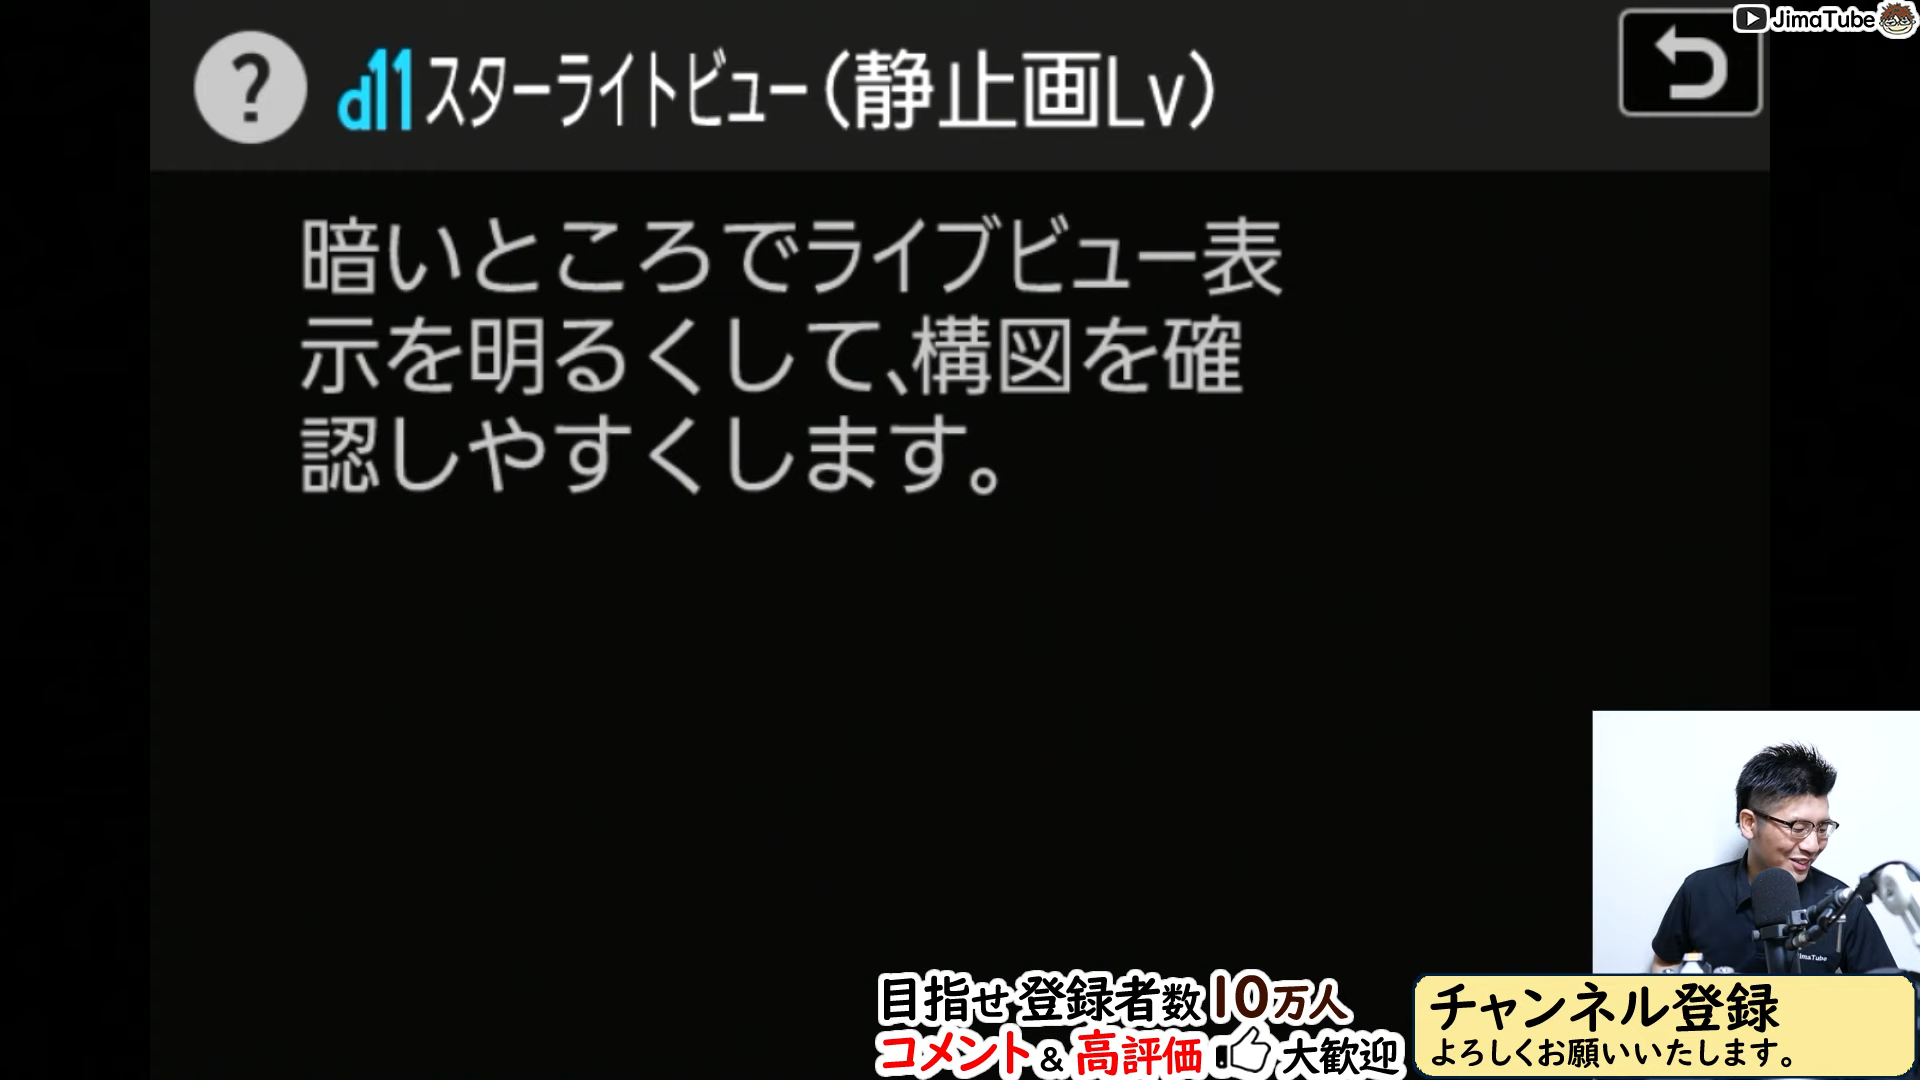 JimaTube
? d11 スターライトビュー(静止画Lv)
暗いところでライブビュー表
示を明るくして、構図を確
認しやすくします。
JimaTube
目指せ 登録者数10万人
コメント&高評価 大歓迎
チャンネル登録
よろしくお願いいたします。